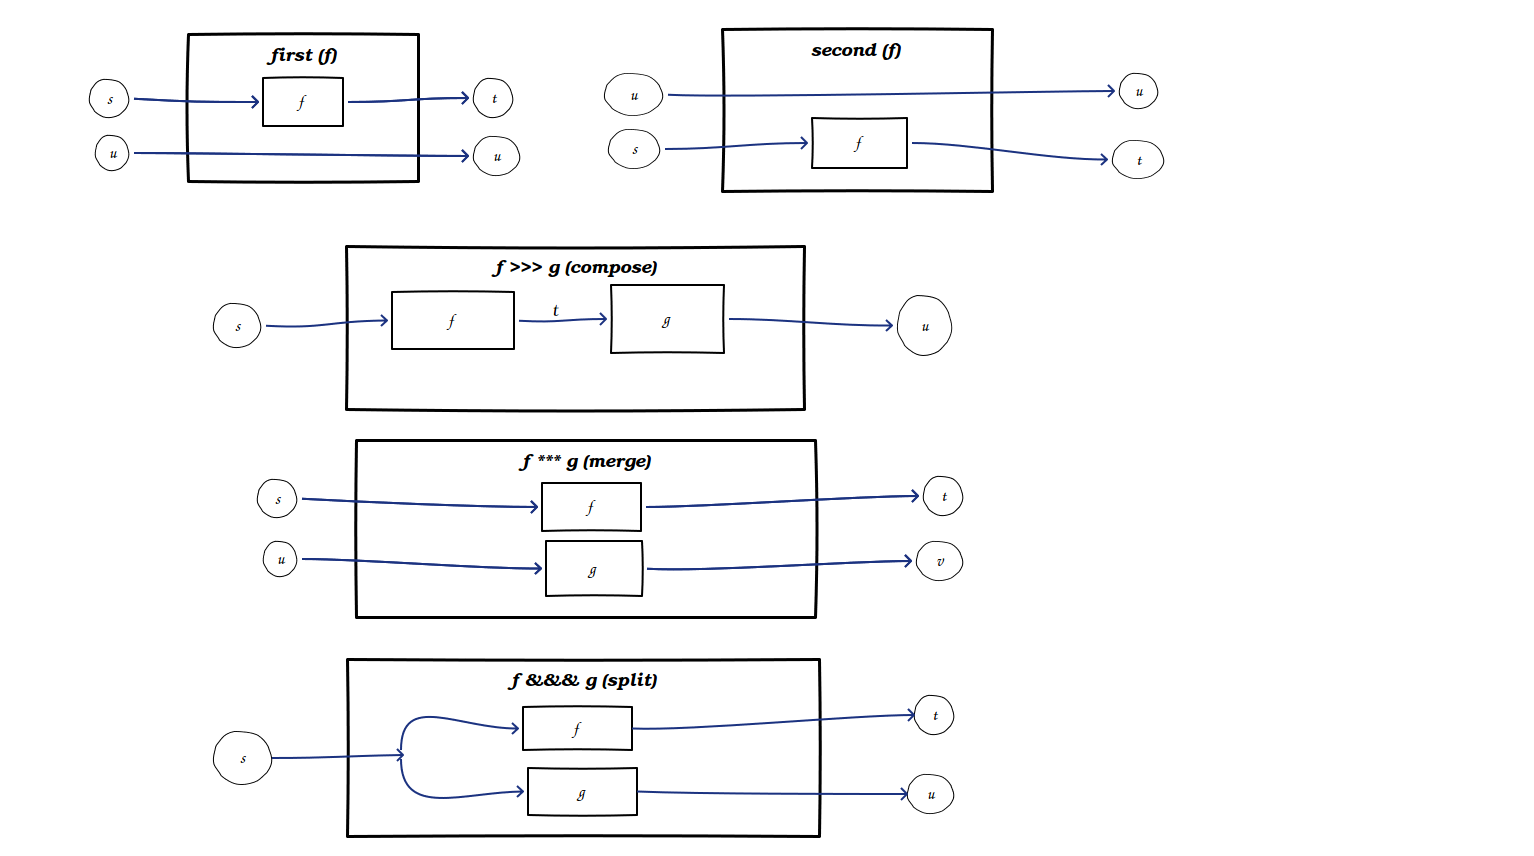 first (f)
s
f
t
u
u
second (f)
u
u
s
f
t
f >>> g (compose)
s
f
t
g
u
f *** g (merge)
s
f
t
u
g
v
f &&& g (split)
s
f
t
g
u